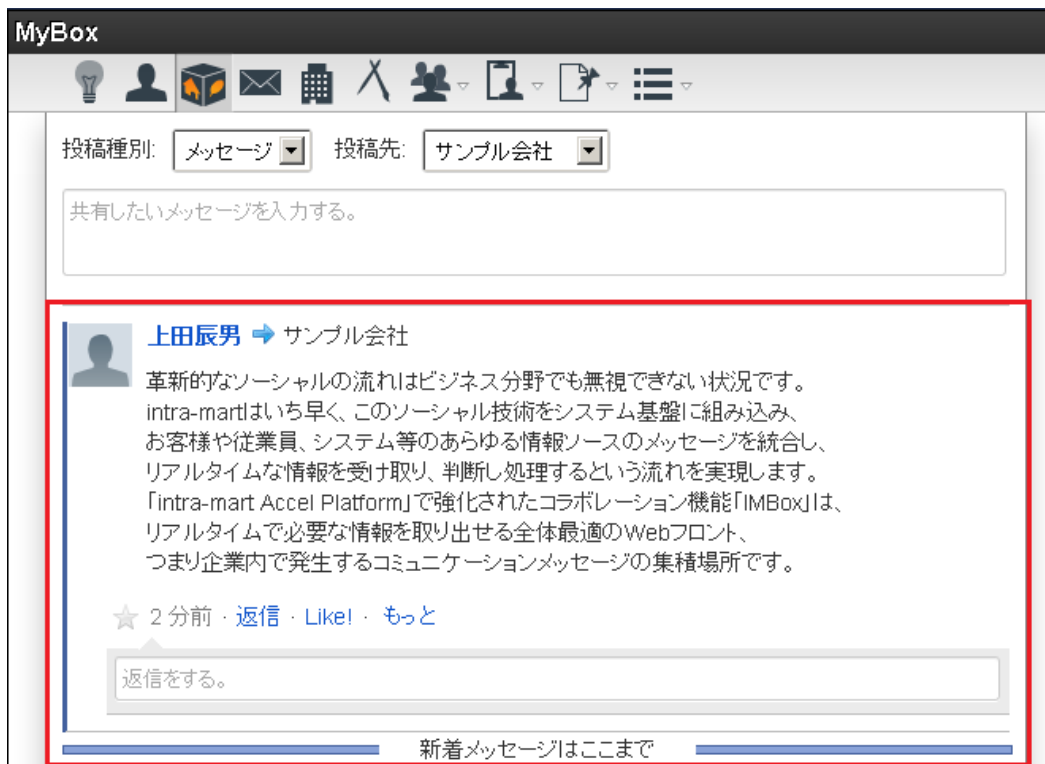 MyBox
投稿種別: メッセージ 投稿先: サンプル会社
共有したいメッセージを入力する。
上田辰男 サンプル会社
革新的なソーシャルの流れはビジネス分野でも無視できない状況です。
intra-martはいち早く、このソーシャル技術をシステム基盤に組み込み、
お客様や従業員、システム等のあらゆる情報ソースのメッセージを統合し、
リアルタイムな情報を受け取り、判断し処理するという流れを実現します。
「intra-mart Accel Platform」で強化されたコラボレーション機能「IMBox」は、
リアルタイムで必要な情報を取り出せる全体最適のWebフロント、
つまり企業内で発生するコミュニケーションメッセージの集積場所です。
2 分前 · 返信 · Like! · もっと
返信をする。
新着メッセージはここまで